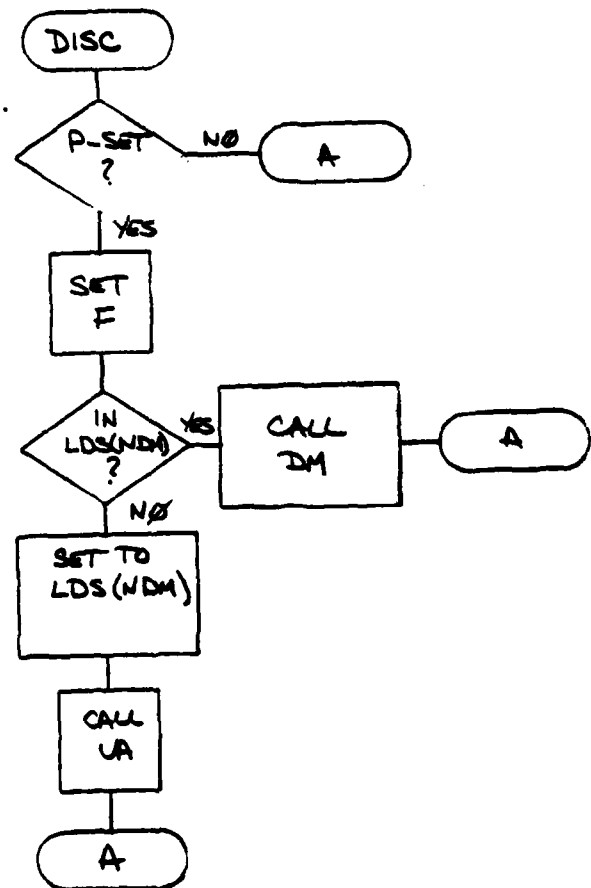 DISC
P-SET
?
NØ
A
YES
SET
F
IN
LDS(NDM)
?
YES
CALL
DM
A
NØ
SET TO
LDS (NDM)
CALL
UA
A